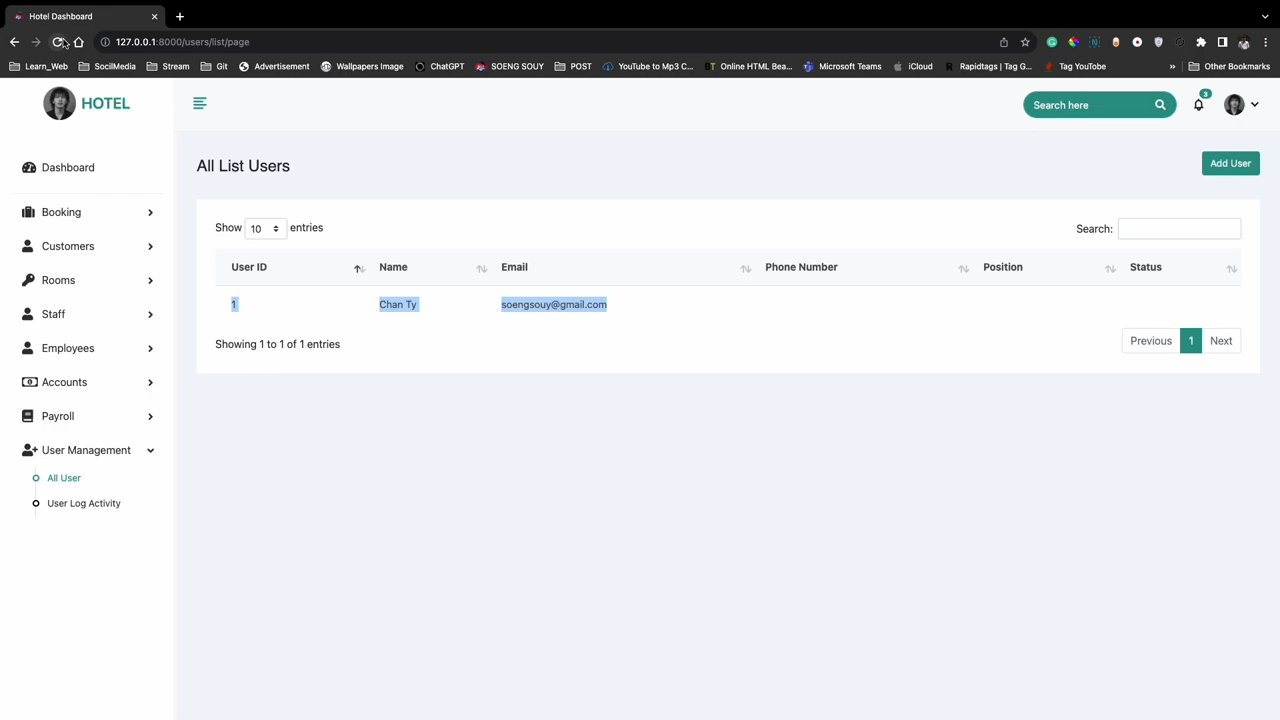 Hotel Dashboard
127.0.0.1:8000/users/list/page
Learn_Web SocilMedia Stream Git Advertisement Wallpapers Image ChatGPT SOENG SOUY POST YouTube to Mp3 C... Online HTML Bea... Microsoft Teams iCloud Rapidtags | Tag G... Tag YouTube » Other Bookmarks
HOTEL
Search here
3
Dashboard
Booking
Customers
Rooms
Staff
Employees
Accounts
Payroll
User Management
All User
User Log Activity
All List Users
Add User
Show 10 entries
Search:
User ID Name Email Phone Number Position Status
1 Chan Ty soengsouy@gmail.com
Showing 1 to 1 of 1 entries
Previous 1 Next